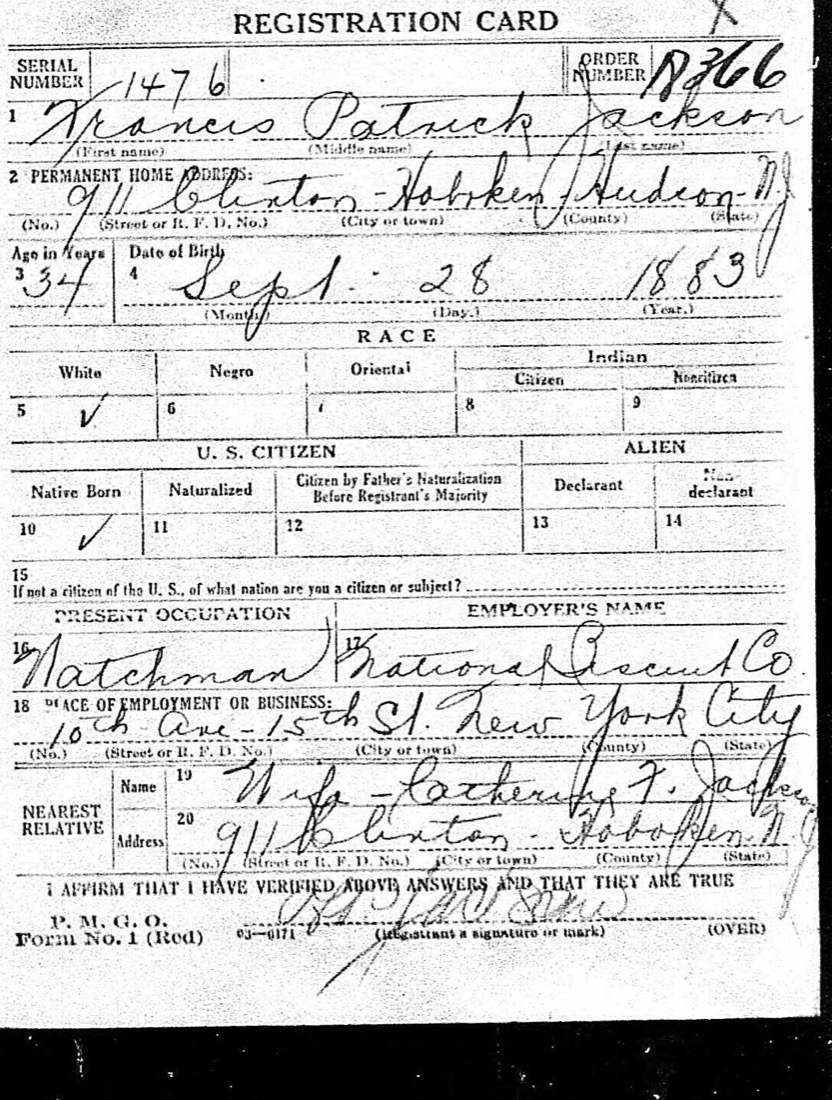 REGISTRATION CARD
SERIAL NUMBER 1476 ORDER NUMBER A366
1 Francis Patrick Jackson
(First name) (Middle name) (Last name)
2 PERMANENT HOME ADDRESS:
911 Clinton - Hoboken - Hudson - N.J
(No.) (Street or R. F. D. No.) (City or town) (County) (State)
Age in Years Date of Birth
3 34 4 Sept. 28 1883
(Month) (Day.) (Year.)
RACE
White Negro Oriental Indian
Citizen Noncitizen
5 ✓ 6 7 8 9
U. S. CITIZEN ALIEN
Native Born Naturalized Citizen by Father's Naturalization Before Registrant's Majority Declarant Non-declarant
10 ✓ 11 12 13 14
15
If not a citizen of the U. S., of what nation are you a citizen or subject?
PRESENT OCCUPATION EMPLOYER'S NAME
16 Watchman 17 National Biscuit Co.
18 PLACE OF EMPLOYMENT OR BUSINESS:
10th Ave - 15th St. New York City
(No.) (Street or R. F. D. No.) (City or town) (County) (State)
NEAREST RELATIVE
Name 19 Wife - Catherine F. Jackson
Address 20 911 Clinton - Hoboken N.J
(No.) (Street or R. F. D. No.) (City or town) (County) (State)
I AFFIRM THAT I HAVE VERIFIED ABOVE ANSWERS AND THAT THEY ARE TRUE
P. M. G. O.
Form No. 1 (Red) 03—6171 (Registrant's signature or mark) (OVER)